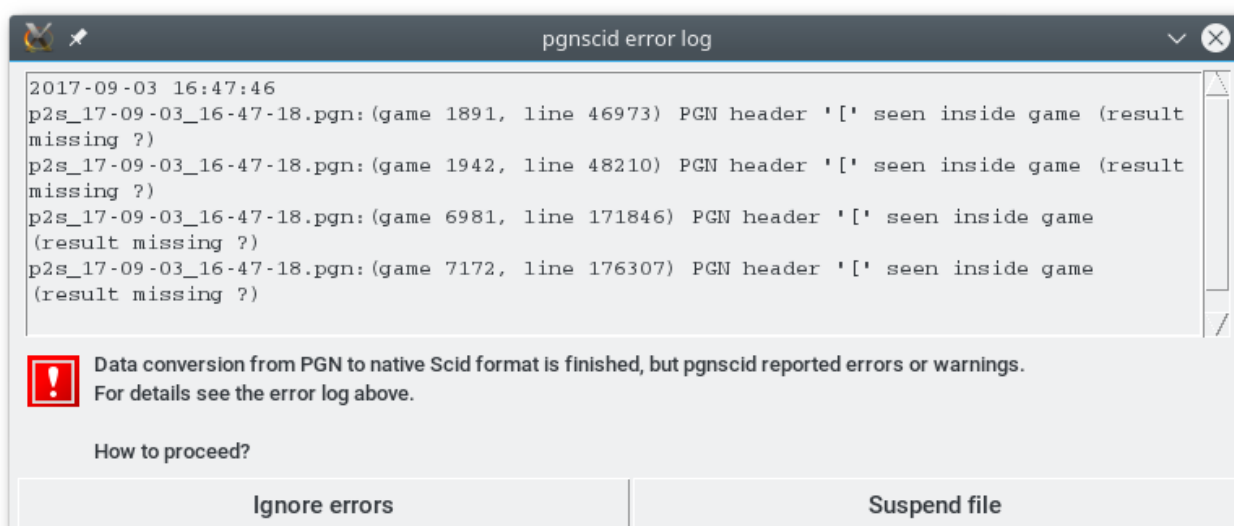 pgnscid error log
2017-09-03 16:47:46
p2s_17-09-03_16-47-18.pgn:(game 1891, line 46973) PGN header '[' seen inside game (result
missing ?)
p2s_17-09-03_16-47-18.pgn:(game 1942, line 48210) PGN header '[' seen inside game (result
missing ?)
p2s_17-09-03_16-47-18.pgn:(game 6981, line 171846) PGN header '[' seen inside game
(result missing ?)
p2s_17-09-03_16-47-18.pgn:(game 7172, line 176307) PGN header '[' seen inside game
(result missing ?)
Data conversion from PGN to native Scid format is finished, but pgnscid reported errors or warnings.
For details see the error log above.
How to proceed?
Ignore errors
Suspend file